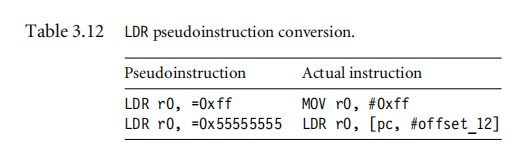 Table 3.12 LDR pseudoinstruction conversion.
Pseudoinstruction Actual instruction
LDR r0, =0xff MOV r0, #0xff
LDR r0, =0x55555555 LDR r0, [pc, #offset_12]